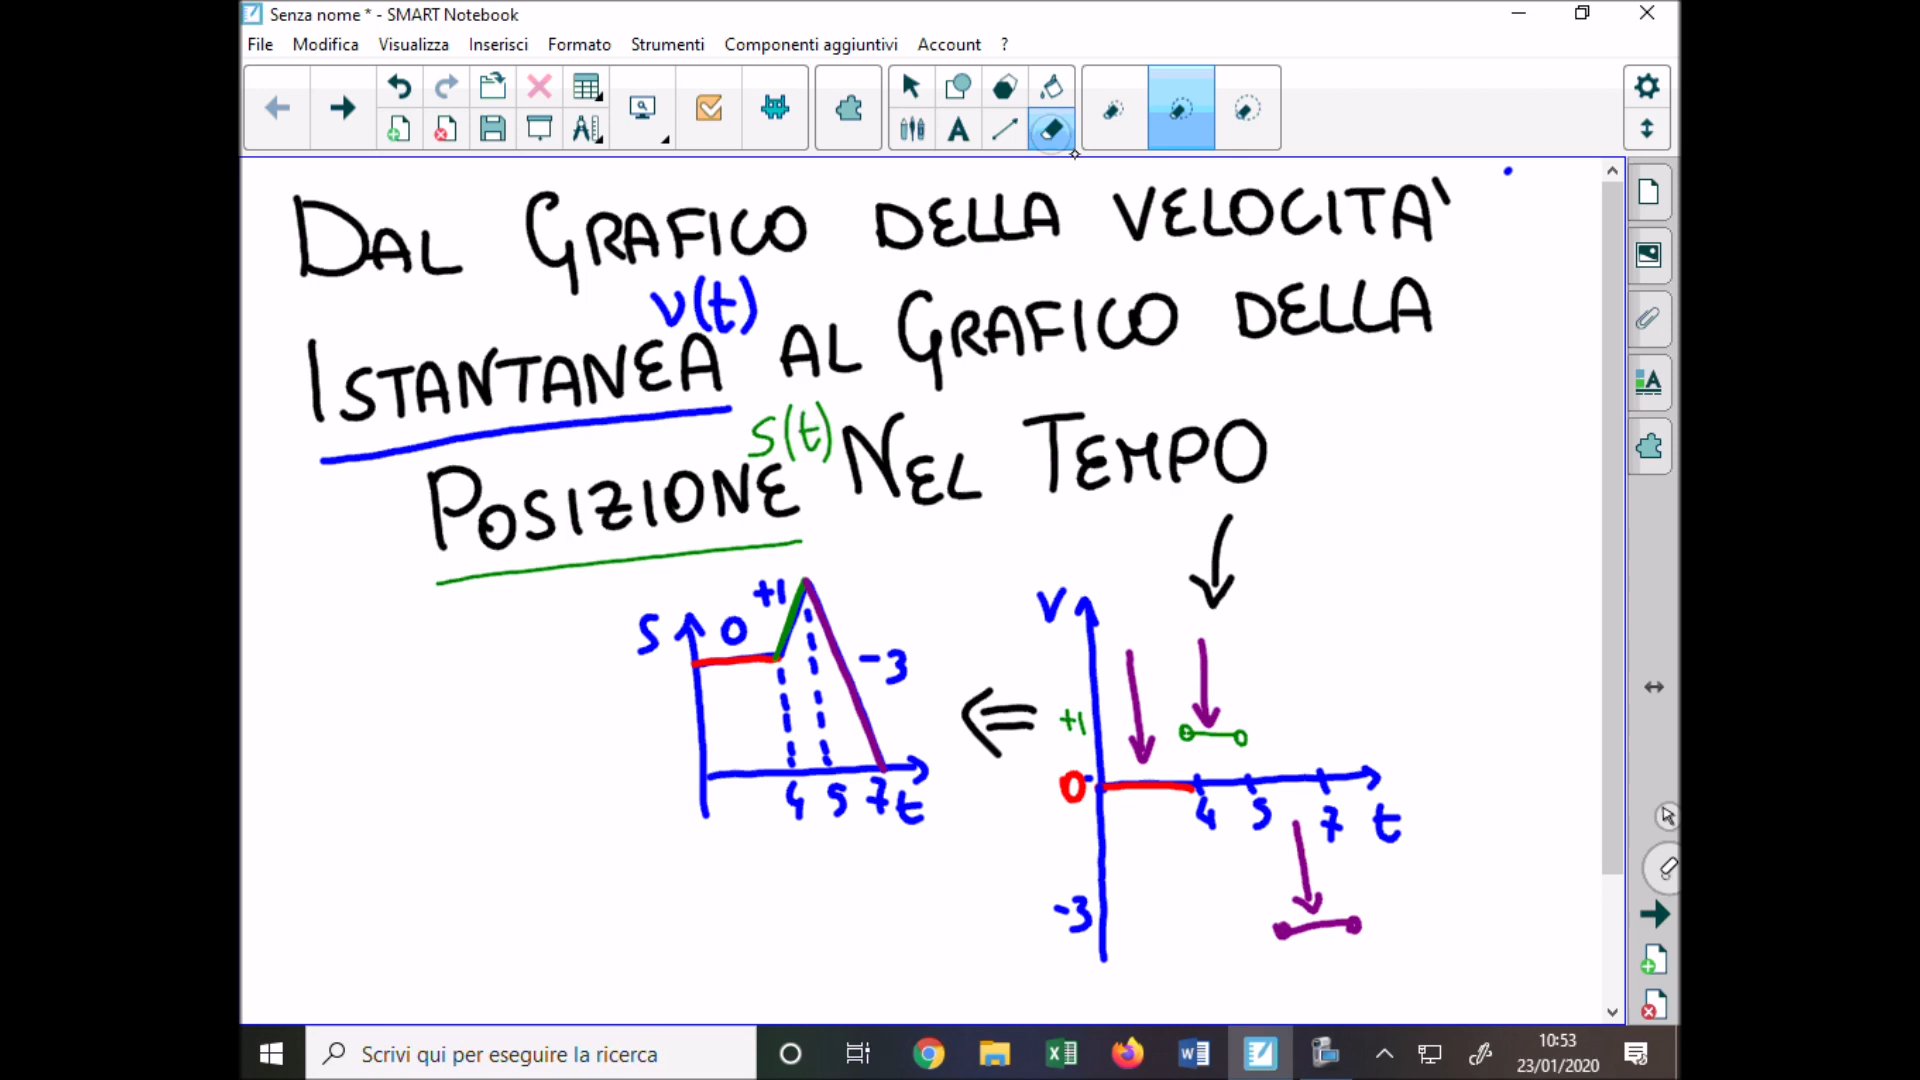 Senza nome * - SMART Notebook
File Modifica Visualizza Inserisci Formato Strumenti Componenti aggiuntivi Account ?
DAL GRAFICO DELLA VELOCITA'
v(t)
ISTANTANEA AL GRAFICO DELLA
s(t)
POSIZIONE NEL TEMPO
S 0 +1 -3
4 5 7 t
V
+1
0
4 5 7 t
-3
Scrivi qui per eseguire la ricerca
10:53
23/01/2020